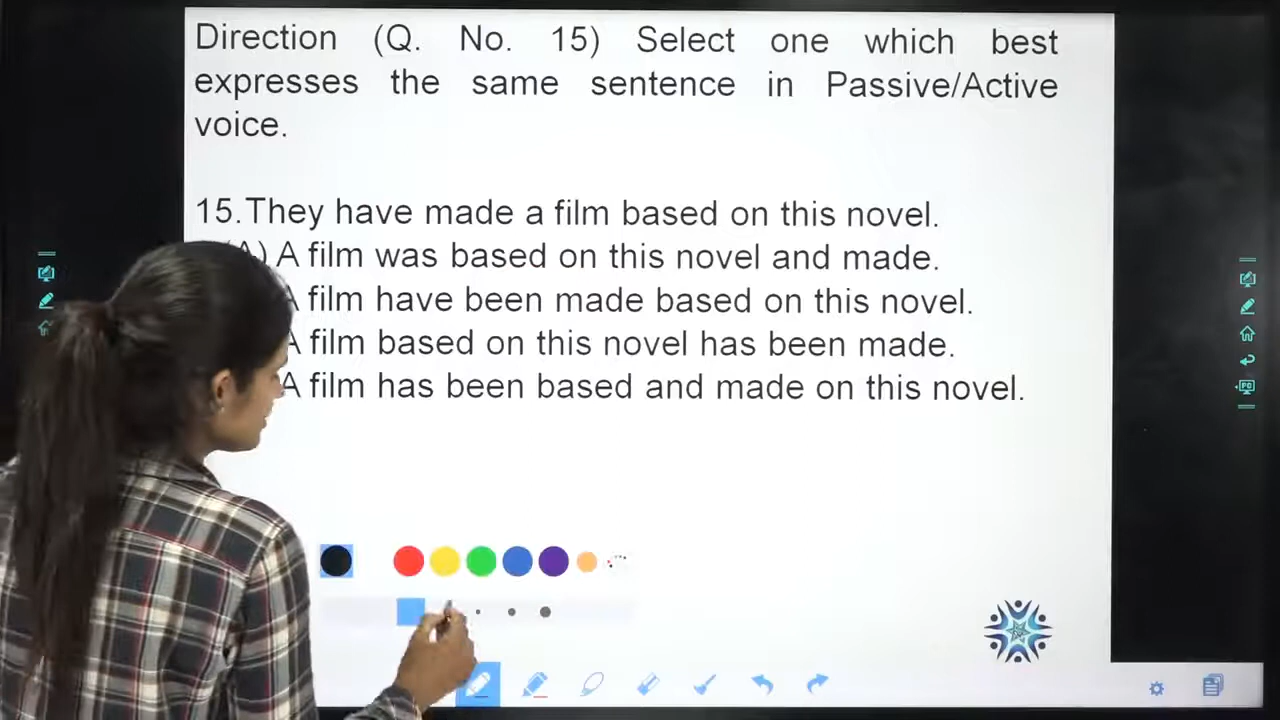 Direction (Q. No. 15) Select one which best
expresses the same sentence in Passive/Active
voice.
15.They have made a film based on this novel.
(A) A film was based on this novel and made.
A film have been made based on this novel.
A film based on this novel has been made.
A film has been based and made on this novel.